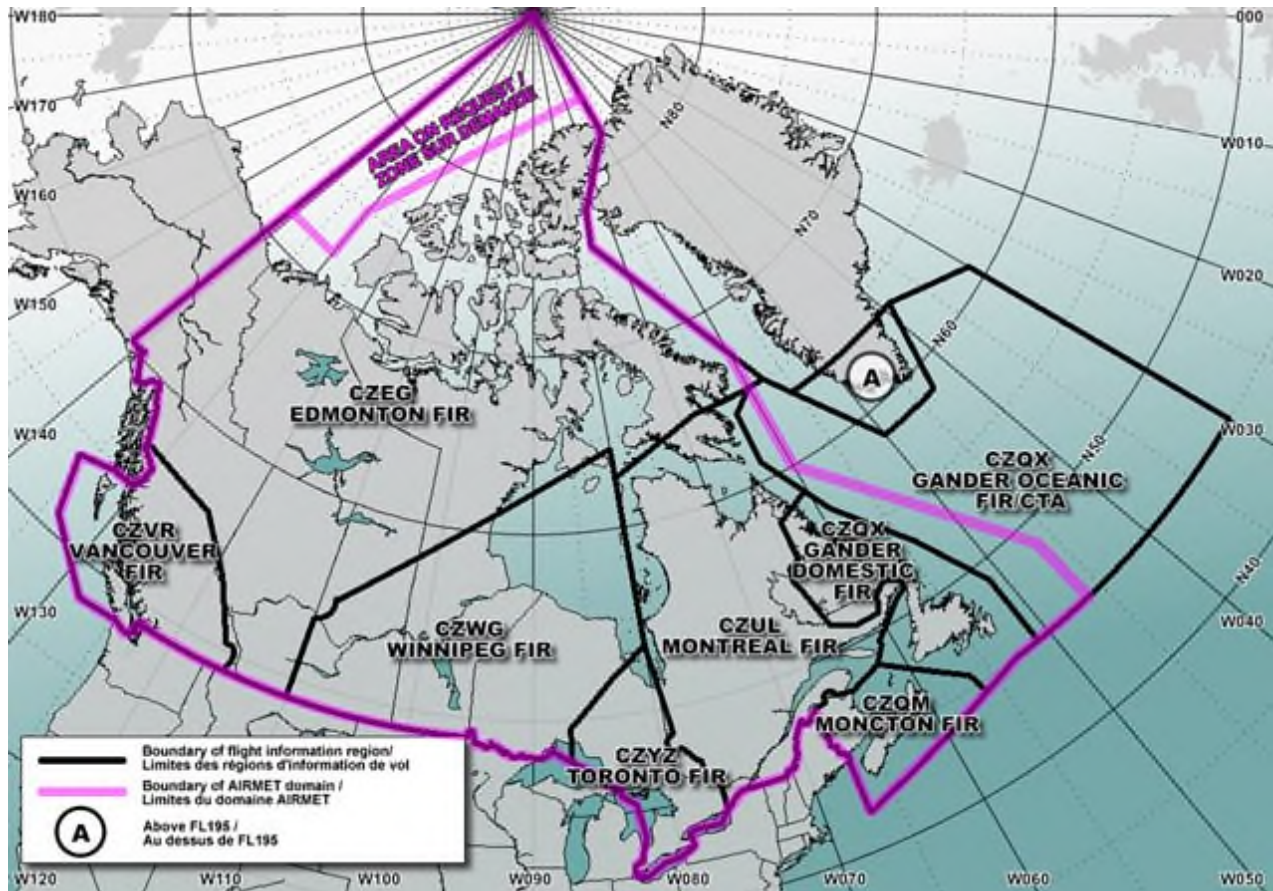 W180
000
W170
W010
AREA ON REQUEST /
ZONE SUR DEMANDE
N80
W160
N70
W020
W150
N60
A
CZEG
EDMONTON FIR
W140
W030
N50
CZQX
GANDER OCEANIC
FIR/CTA
CZVR
VANCOUVER
FIR
CZQX
GANDER
DOMESTIC
FIR
N40
W130
W040
CZWG
WINNIPEG FIR
CZUL
MONTREAL FIR
CZQM
MONCTON FIR
W120
CZYZ
TORONTO FIR
Boundary of flight information region/
Limites des régions d'information de vol
Boundary of AIRMET domain /
Limites du domaine AIRMET
A
Above FL195 /
Au dessus de FL195
W110
W100
W090
W080
W070
W060
W050